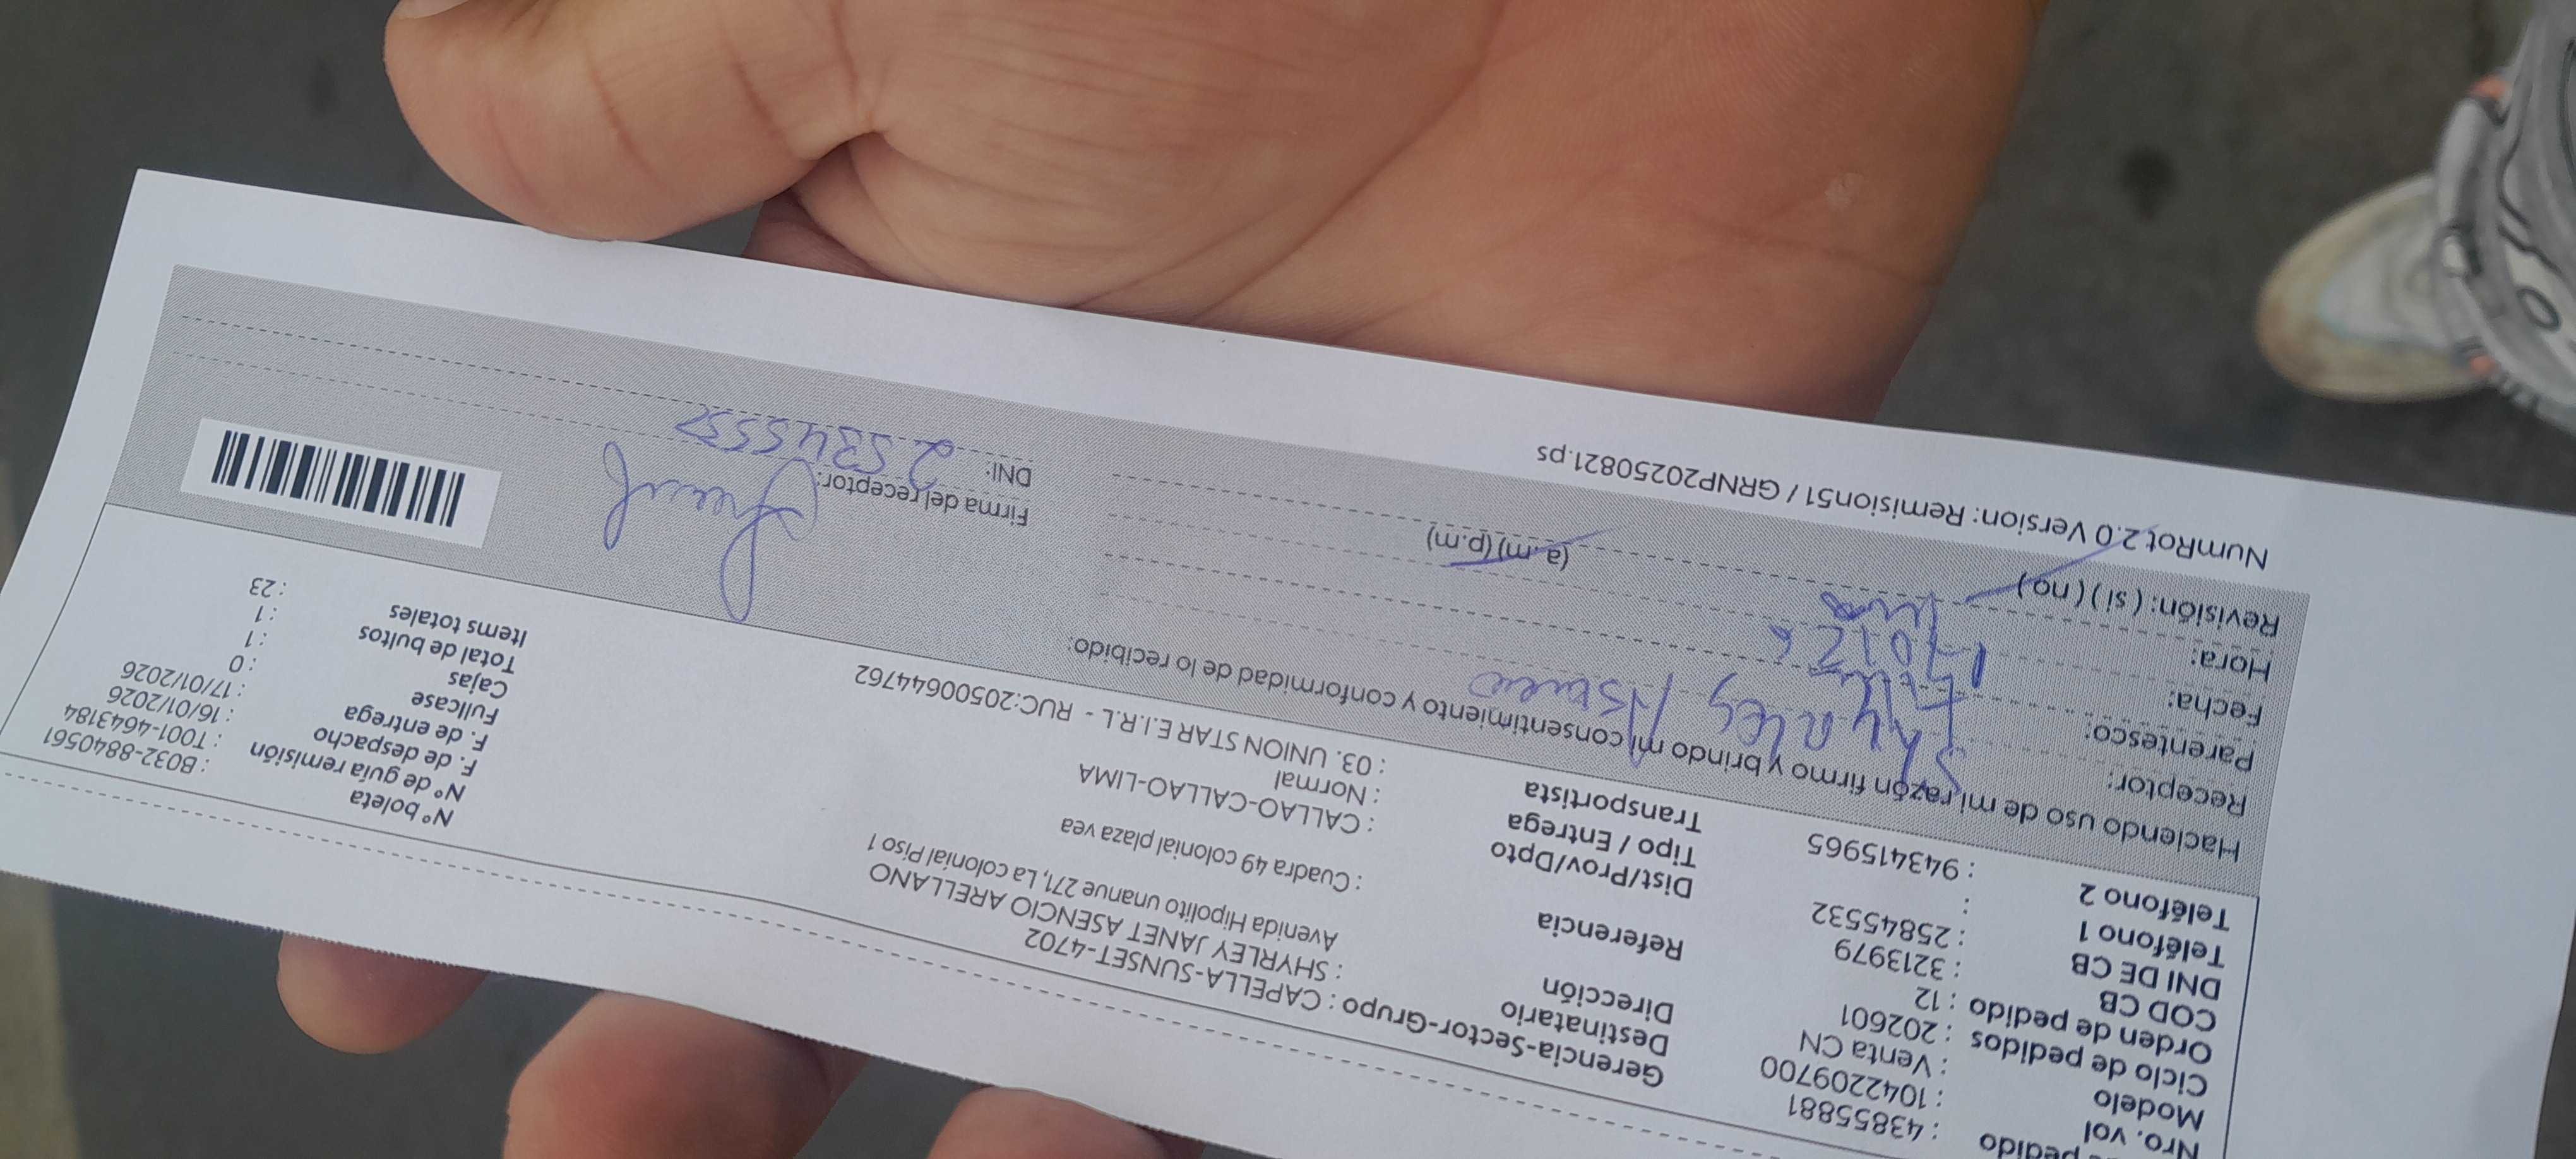 pedido : 43855881
Nro. vol : 1042209700
Modelo : Venta CN
Ciclo de pedidos : 202601
Orden de pedido : 12
COD CB : 3213979
DNI DE CB : 25845532
Teléfono 1 :
Teléfono 2 : 943415965
Gerencia-Sector-Grupo : CAPELLA-SUNSET-4702
Destinatario : SHYRLEY JANET ASENCIO ARELLANO
Dirección Avenida Hipolito unanue 271, La colonial Piso 1
Referencia : Cuadra 49 colonial plaza vea
Dist/Prov/Dpto : CALLAO-CALLAO-LIMA
Tipo / Entrega : Normal
Transportista : 03. UNION STAR E.I.R.L - RUC:20500644762
N° boleta : B032-8840561
N° de guía remisión : T001-4643184
F. de despacho : 16/01/2026
F. de entrega : 17/01/2026
Fullcase : 0
Cajas : 1
Total de bultos : 1
Items totales : 23
Haciendo uso de mi razón firmo y brindo mi consentimiento y conformidad de lo recibido:
Receptor:
Parentesco:
Fecha:
Hora: (a.m) (p.m)
Revisión: ( si ) ( no )
Firma del receptor:
DNI:
NumRot 2.0 Version: Remision51 / GRNP20250821.ps